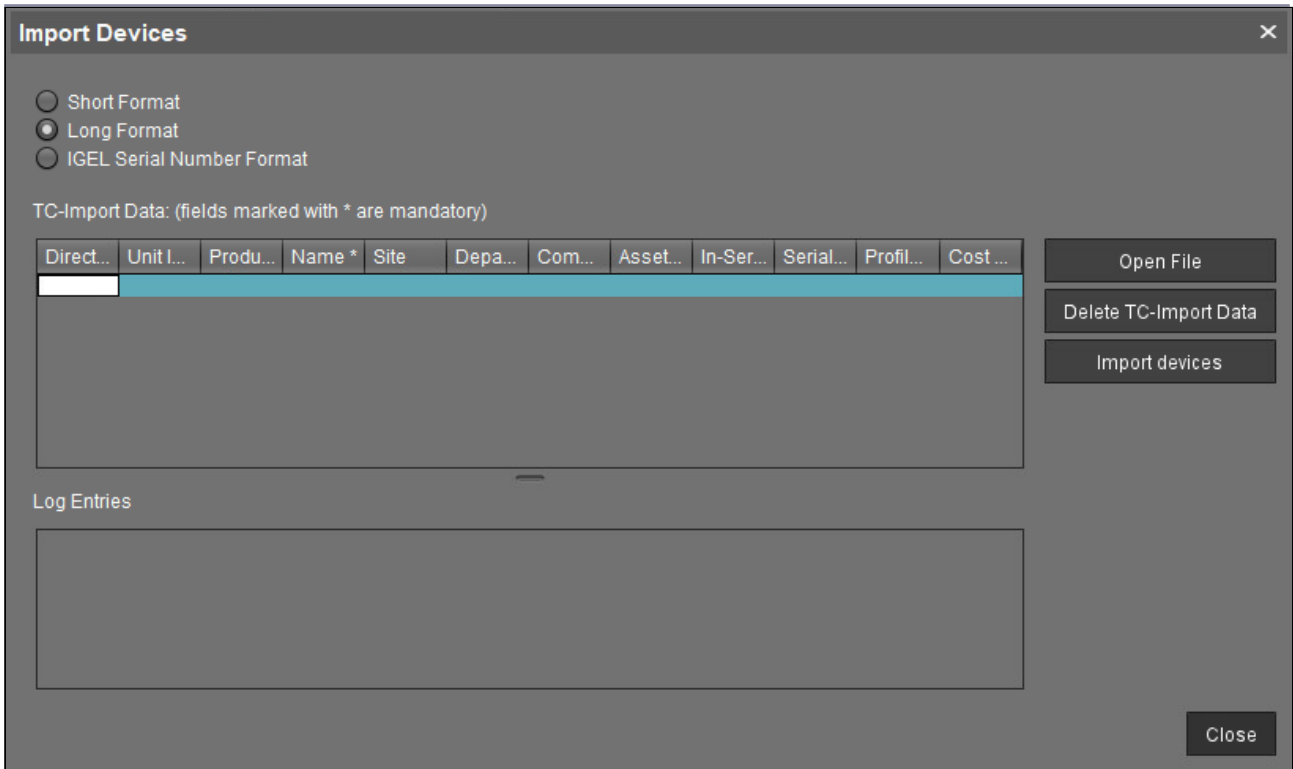 Import Devices ×
Short Format
Long Format
IGEL Serial Number Format
TC-Import Data: (fields marked with * are mandatory)
Direct... Unit I... Produ... Name * Site Depa... Com... Asset... In-Ser... Serial... Profil... Cost ...
Open File
Delete TC-Import Data
Import devices
Log Entries
Close